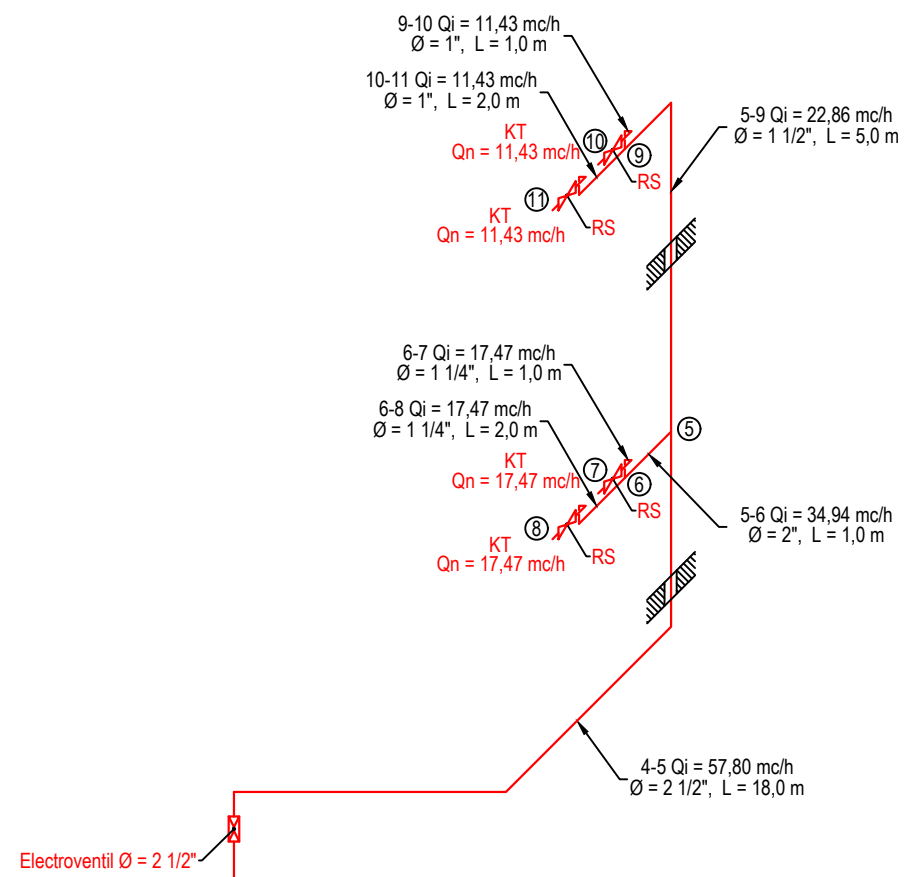 9-10 Qi = 11,43 mc/h
Ø = 1", L = 1,0 m
10-11 Qi = 11,43 mc/h
Ø = 1", L = 2,0 m
5-9 Qi = 22,86 mc/h
Ø = 1 1/2", L = 5,0 m
KT
Qn = 11,43 mc/h
10
9
RS
11
KT
Qn = 11,43 mc/h
RS
6-7 Qi = 17,47 mc/h
Ø = 1 1/4", L = 1,0 m
6-8 Qi = 17,47 mc/h
Ø = 1 1/4", L = 2,0 m
5
KT
Qn = 17,47 mc/h
7
6
RS
5-6 Qi = 34,94 mc/h
Ø = 2", L = 1,0 m
8
KT
Qn = 17,47 mc/h
RS
4-5 Qi = 57,80 mc/h
Ø = 2 1/2", L = 18,0 m
Electroventil Ø = 2 1/2"